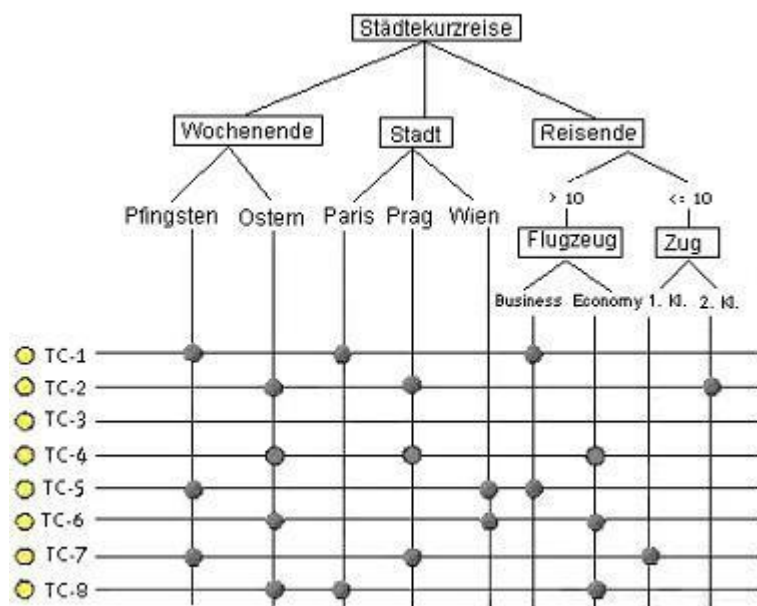 Städtekurzreise
Wochenende Stadt Reisende
> 10 <= 10
Pfingsten Ostern Paris Prag Wien
Flugzeug Zug
Business Economy 1. Kl. 2. Kl.
TC-1
TC-2
TC-3
TC-4
TC-5
TC-6
TC-7
TC-8